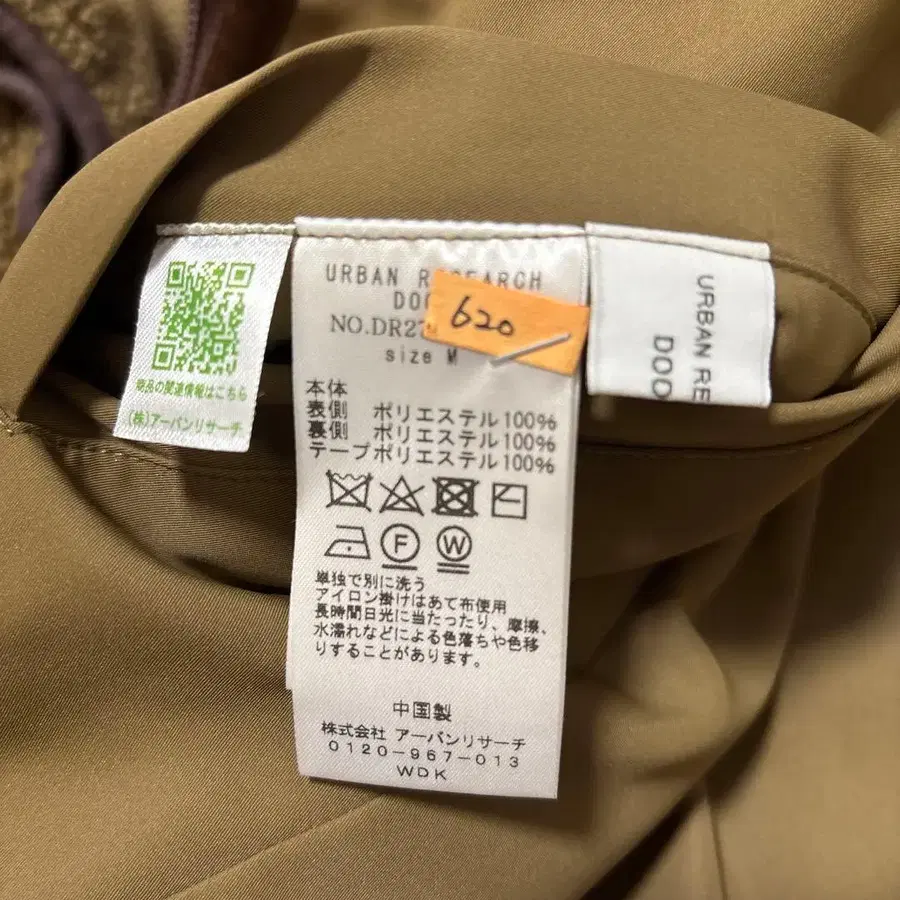 商品の関連情報はこちら
(株)アーバンリサーチ
URBAN RESEARCH
DOO
620
NO.DR27
size M
本体
表側 ポリエステル100%
裏側 ポリエステル100%
テープポリエステル100%
F
W
単独で別に洗う
アイロン掛けはあて布使用
長時間日光に当たったり、摩擦、
水濡れなどによる色落ちや色移
りすることがあります。
中国製
株式会社 アーバンリサーチ
0120-967-013
WDK
URBAN RE
DOO